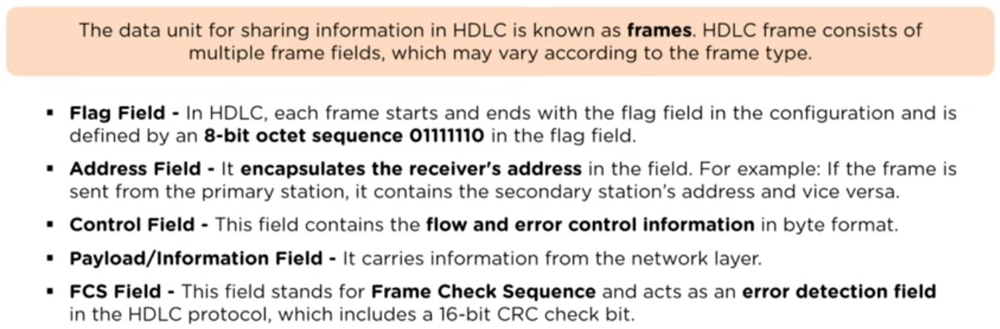 The data unit for sharing information in HDLC is known as frames. HDLC frame consists of
multiple frame fields, which may vary according to the frame type.
▪ Flag Field - In HDLC, each frame starts and ends with the flag field in the configuration and is
defined by an 8-bit octet sequence 01111110 in the flag field.
▪ Address Field - It encapsulates the receiver's address in the field. For example: If the frame is
sent from the primary station, it contains the secondary station's address and vice versa.
▪ Control Field - This field contains the flow and error control information in byte format.
▪ Payload/Information Field - It carries information from the network layer.
▪ FCS Field - This field stands for Frame Check Sequence and acts as an error detection field
in the HDLC protocol, which includes a 16-bit CRC check bit.